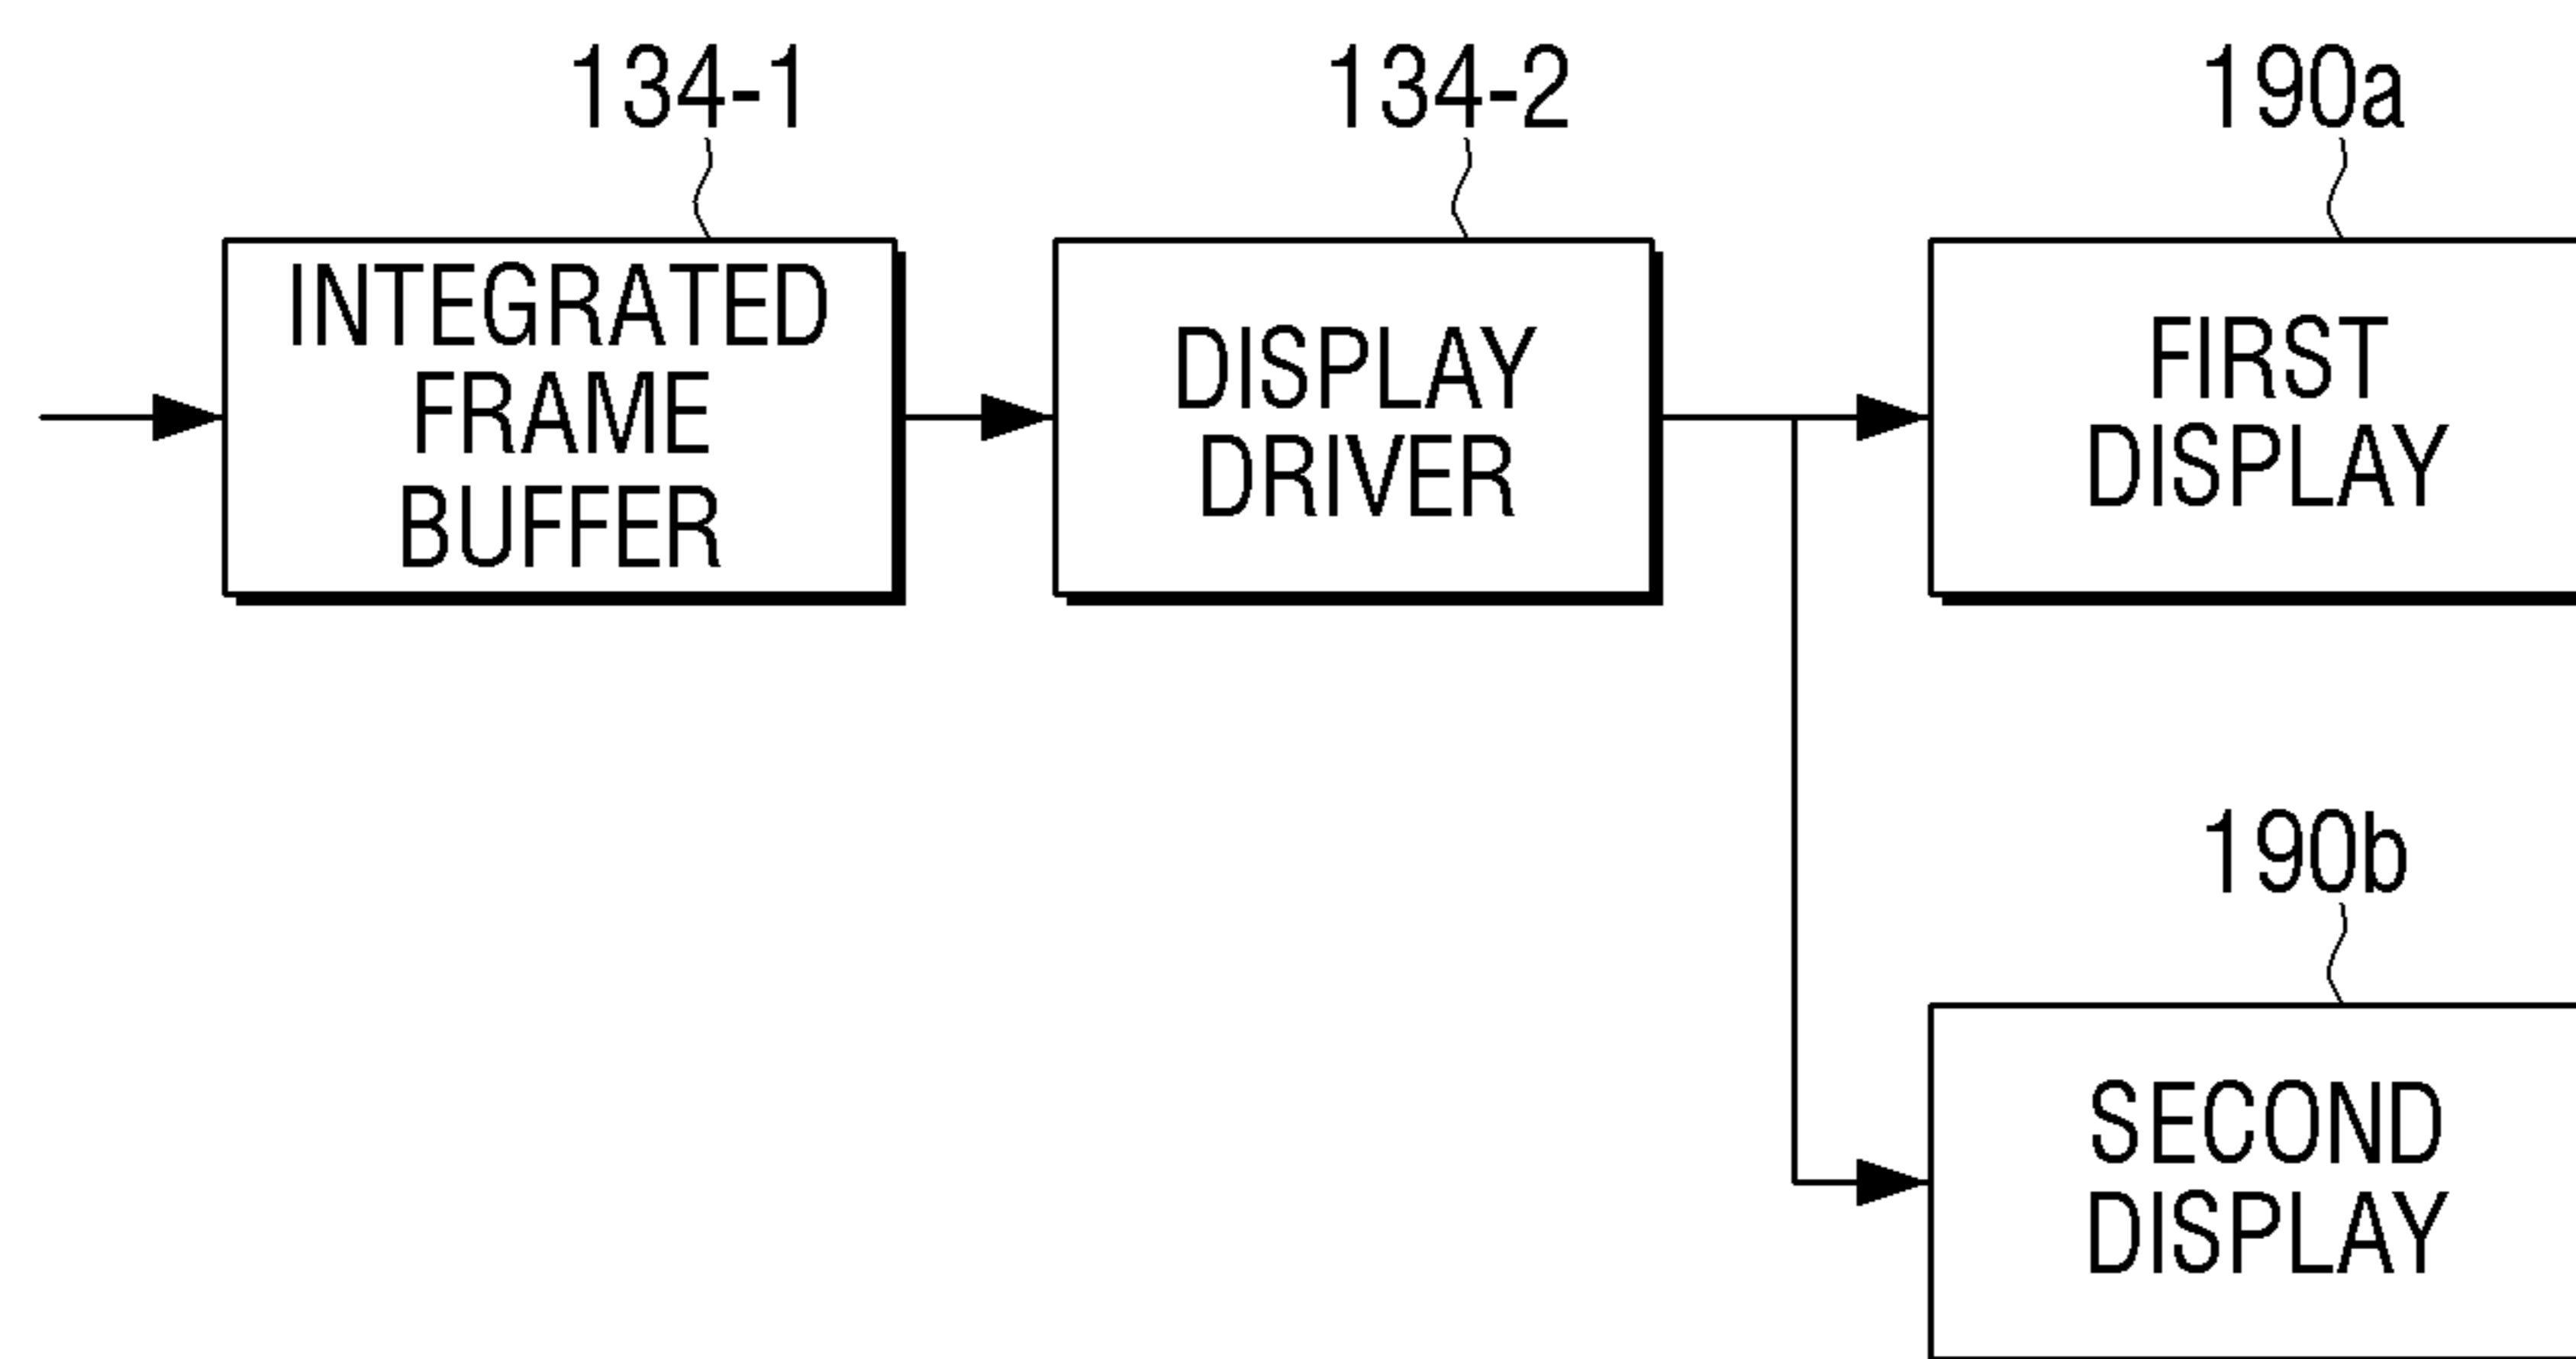 134-1
134-2
190a
INTEGRATED
FRAME
BUFFER
DISPLAY
DRIVER
FIRST
DISPLAY
190b
SECOND
DISPLAY